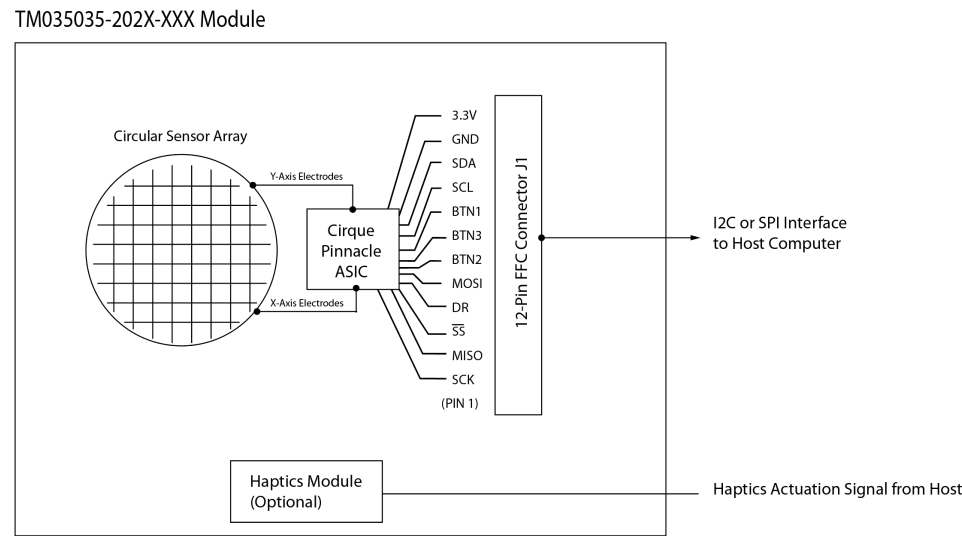 TM035035-202X-XXX Module
Circular Sensor Array
Y-Axis Electrodes
Cirque
Pinnacle
ASIC
X-Axis Electrodes
3.3V
GND
SDA
SCL
BTN1
BTN3
BTN2
MOSI
DR
S̅S̅
MISO
SCK
(PIN 1)
12-Pin FFC Connector J1
I2C or SPI Interface
to Host Computer
Haptics Module
(Optional)
Haptics Actuation Signal from Host